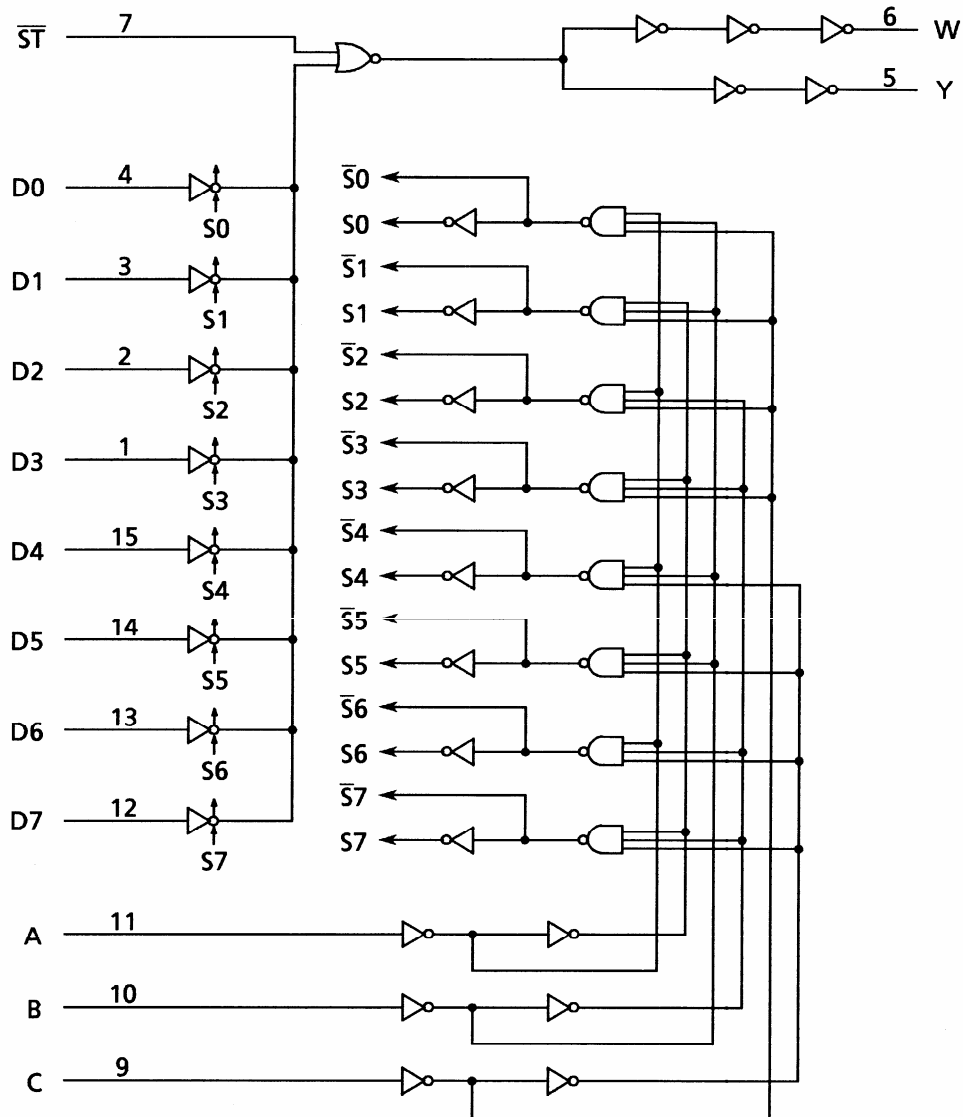 S̅T̅ 7 6 W
5 Y
D0 4
S0
D1 3
S1
D2 2
S2
D3 1
S3
D4 15
S4
D5 14
S5
D6 13
S6
D7 12
S7
S̅0
S0
S̅1
S1
S̅2
S2
S̅3
S3
S̅4
S4
S̅5
S5
S̅6
S6
S̅7
S7
A 11
B 10
C 9